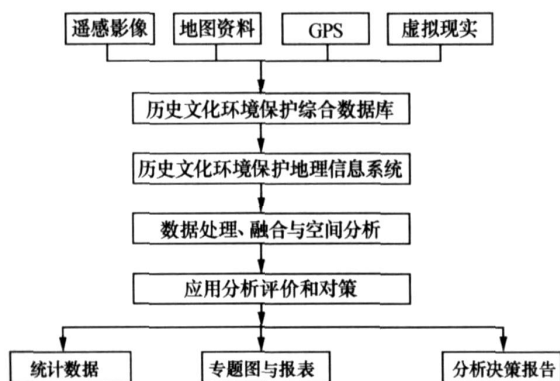 遥感影像
地图资料
GPS
虚拟现实
历史文化环境保护综合数据库
历史文化环境保护地理信息系统
数据处理、融合与空间分析
应用分析评价和对策
统计数据
专题图与报表
分析决策报告